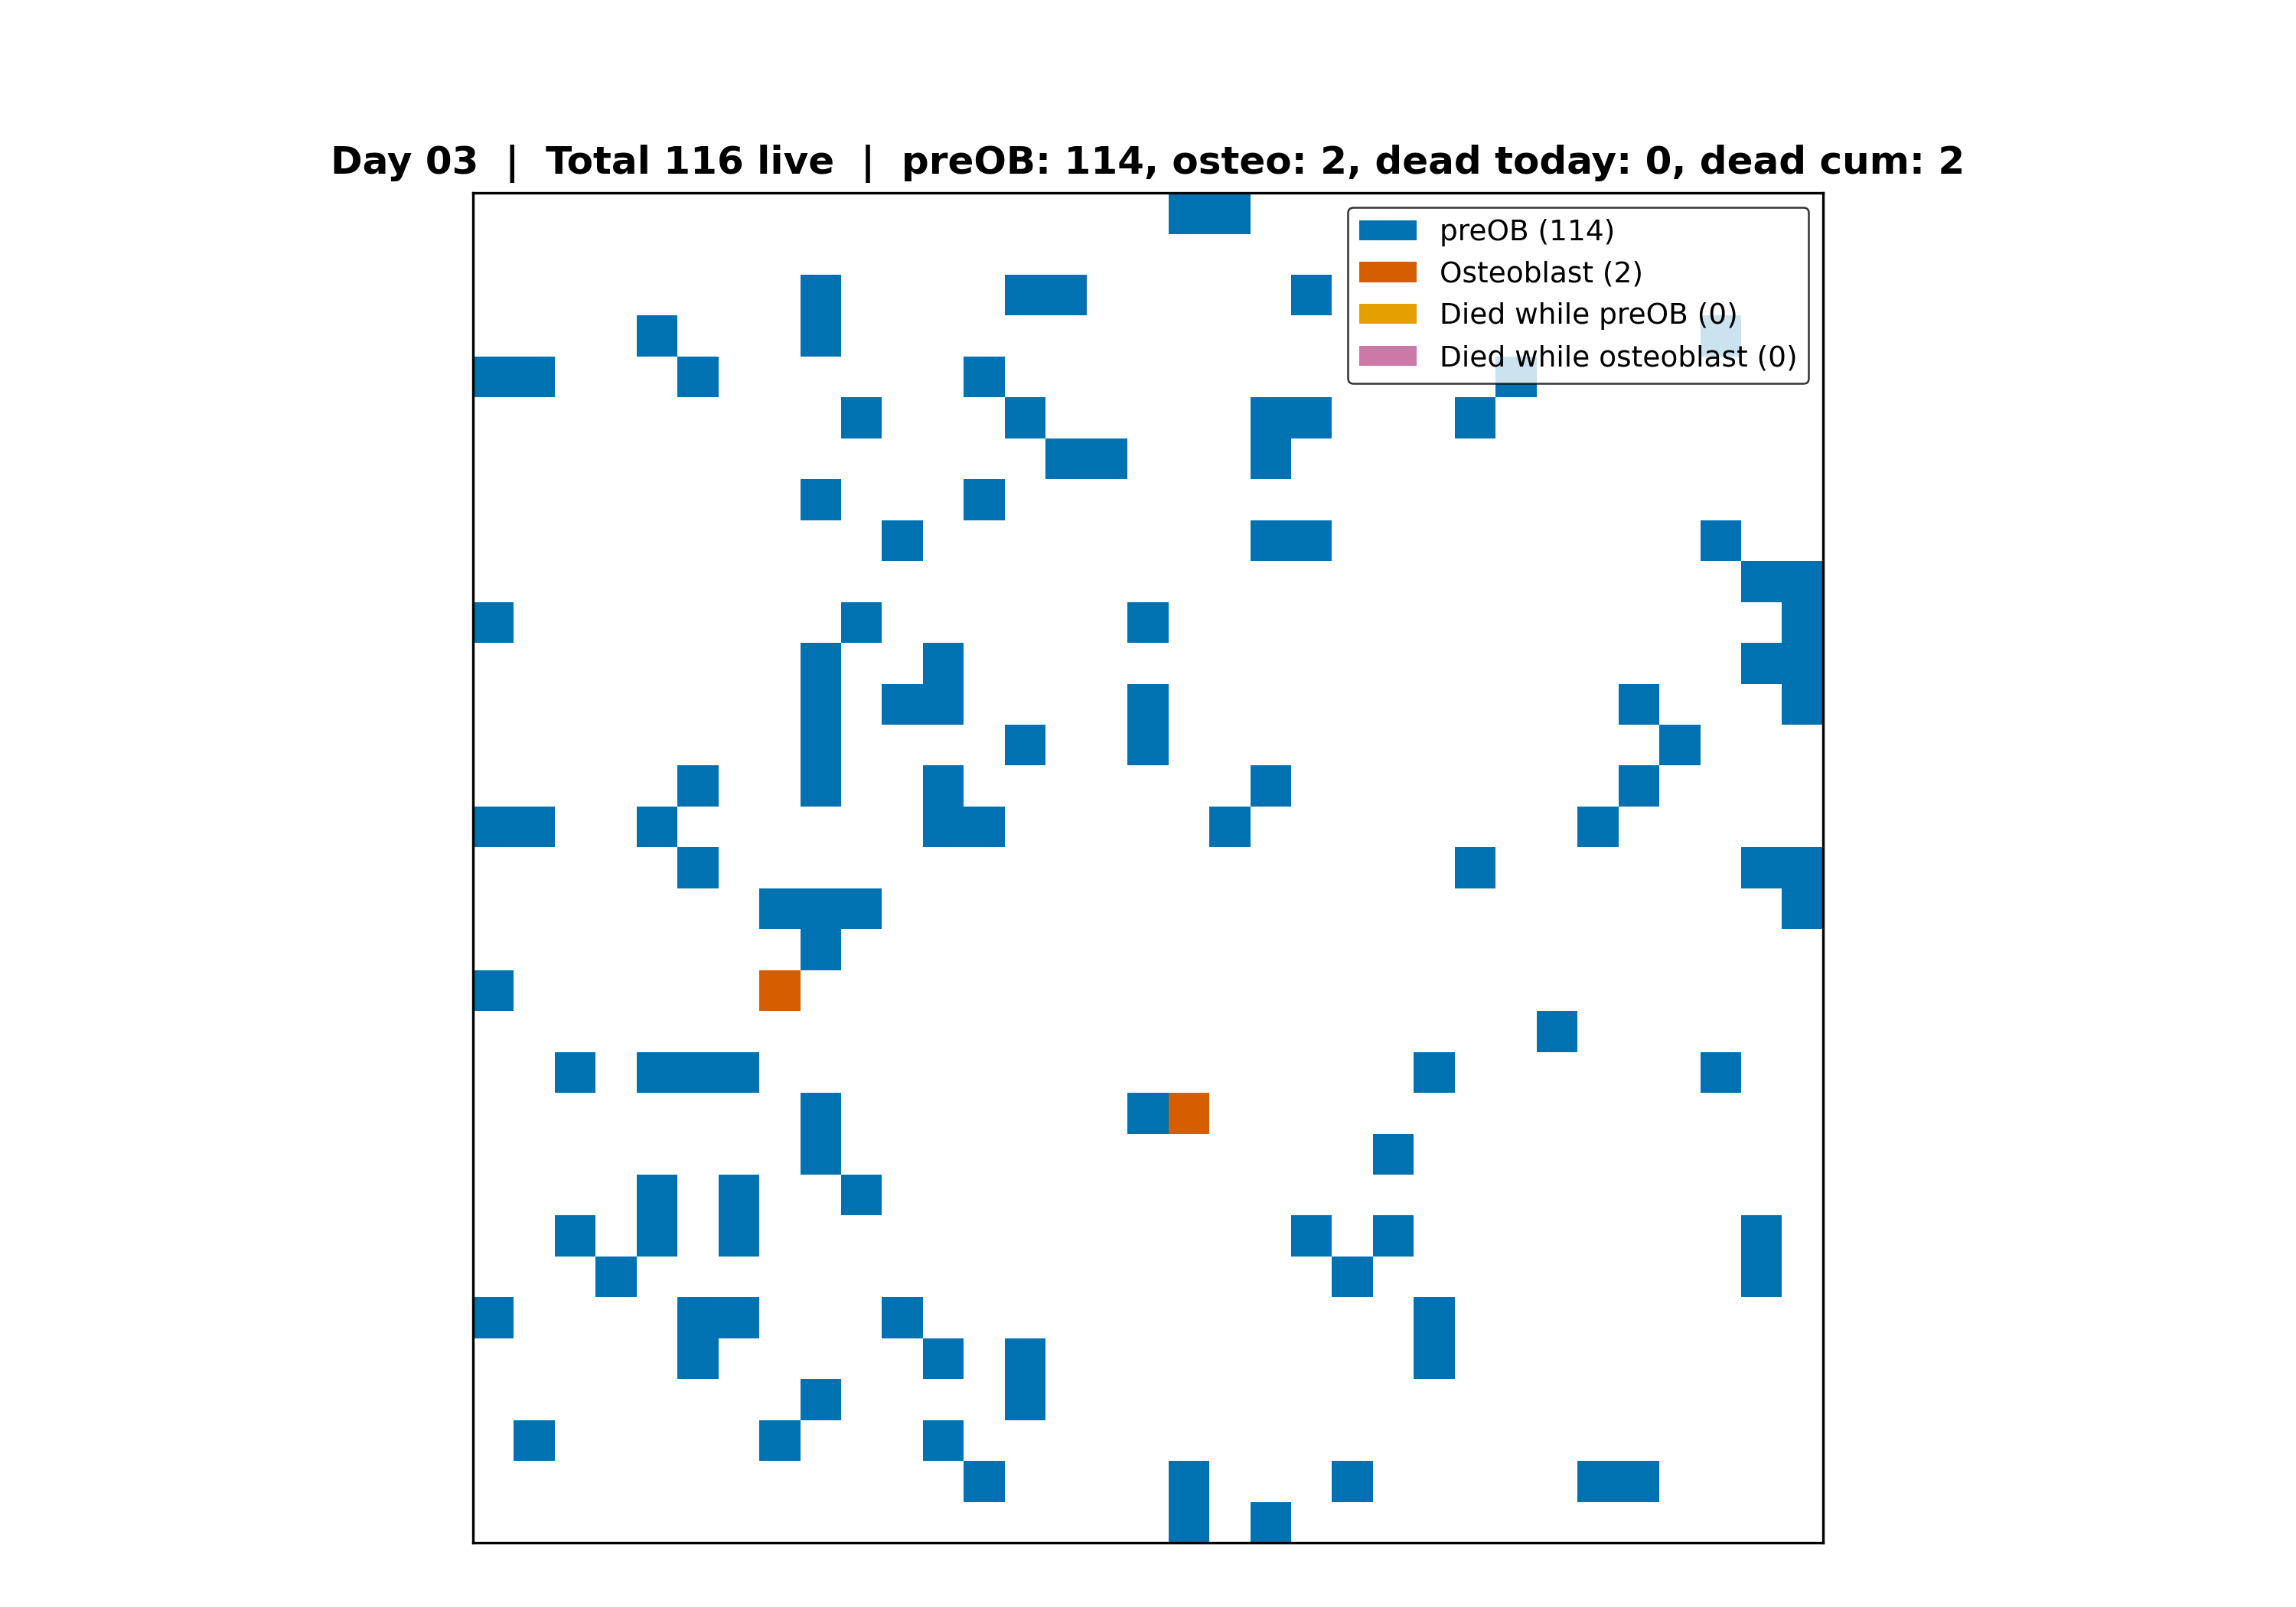 Day 03 | Total 116 live | preOB: 114, osteo: 2, dead today: 0, dead cum: 2
preOB (114)
Osteoblast (2)
Died while preOB (0)
Died while osteoblast (0)